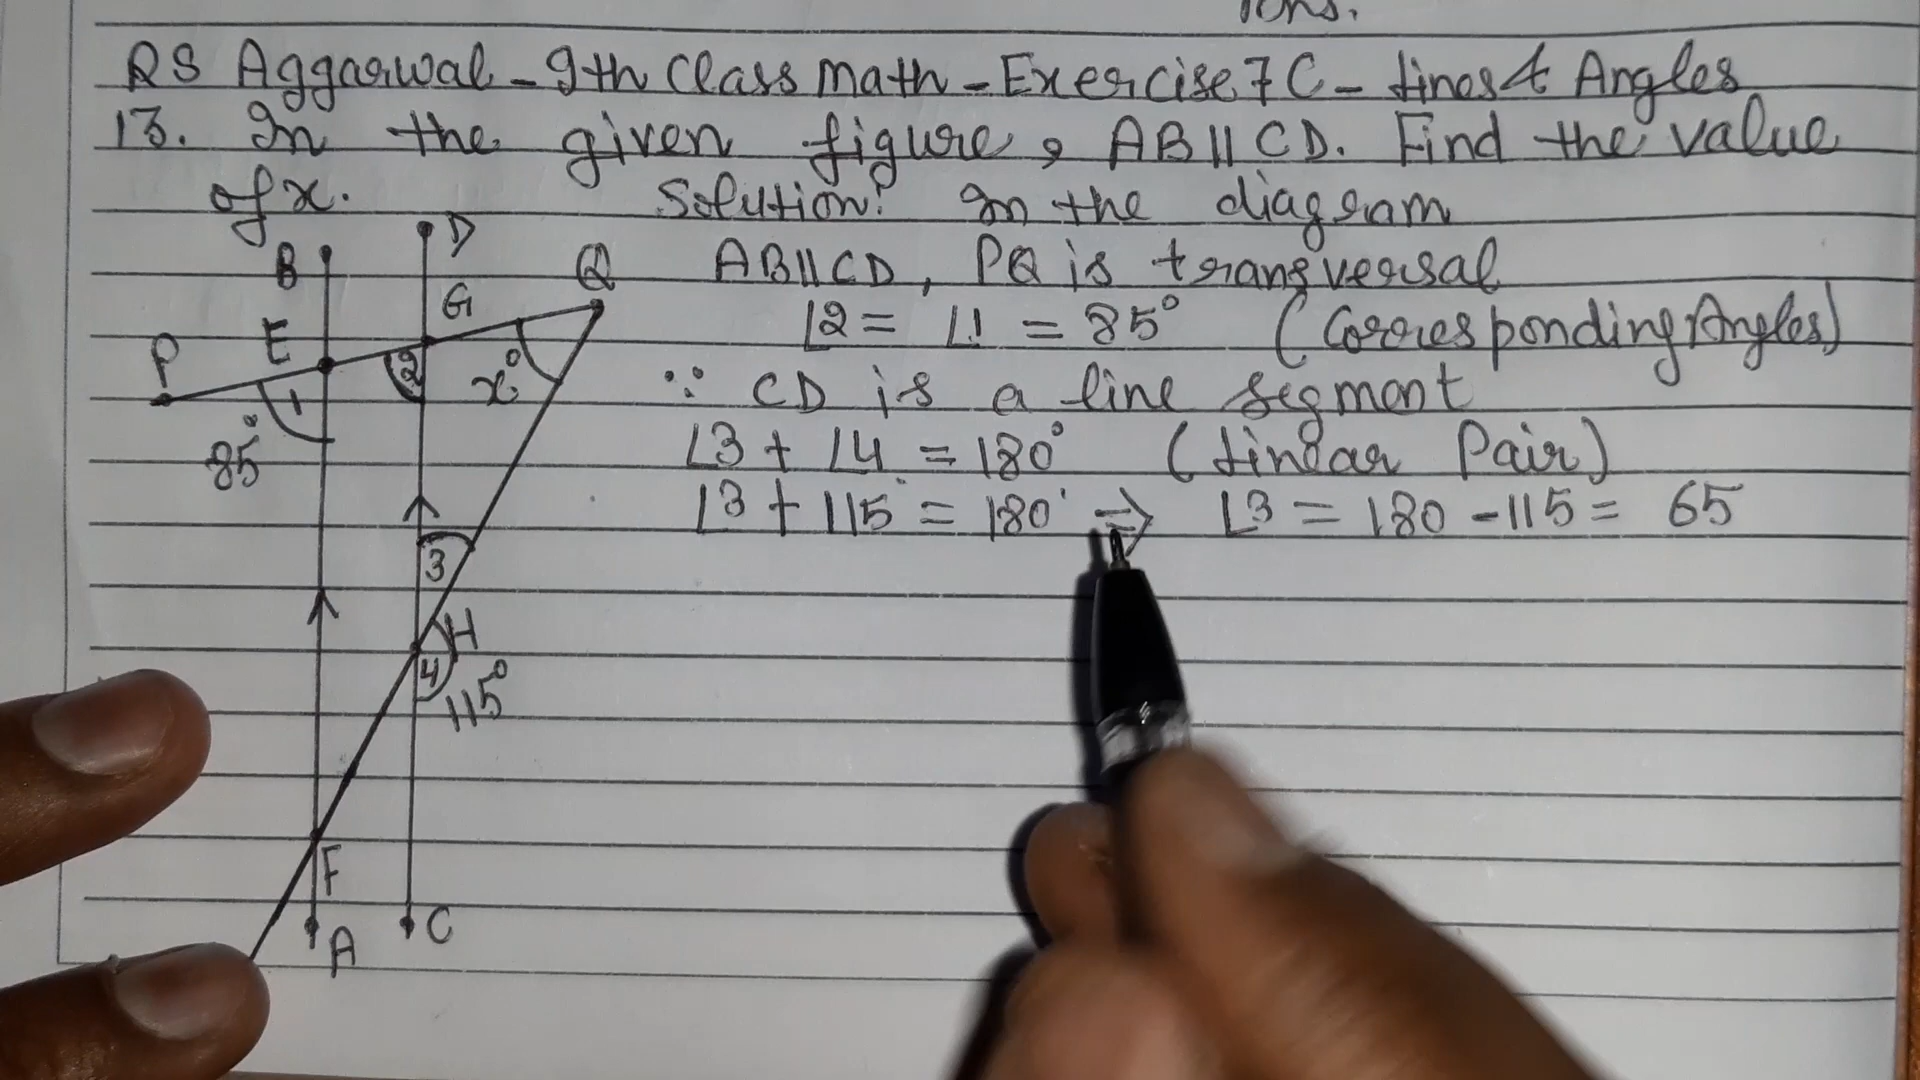 ions.
RS Aggarwal - 9th Class Math - Exercise 7C - Lines & Angles
13. In the given figure, AB || CD. Find the value
of x.
Solution: In the diagram
AB || CD, PQ is transversal
∠2 = ∠1 = 85° (Corresponding Angles)
∵ CD is a line segment
∠3 + ∠4 = 180° (Linear Pair)
∠3 + 115° = 180° ⇒ ∠3 = 180 - 115 = 65
D
B
Q
G
E
P
2
x°
1
85°
3
H
4
115°
F
A
C